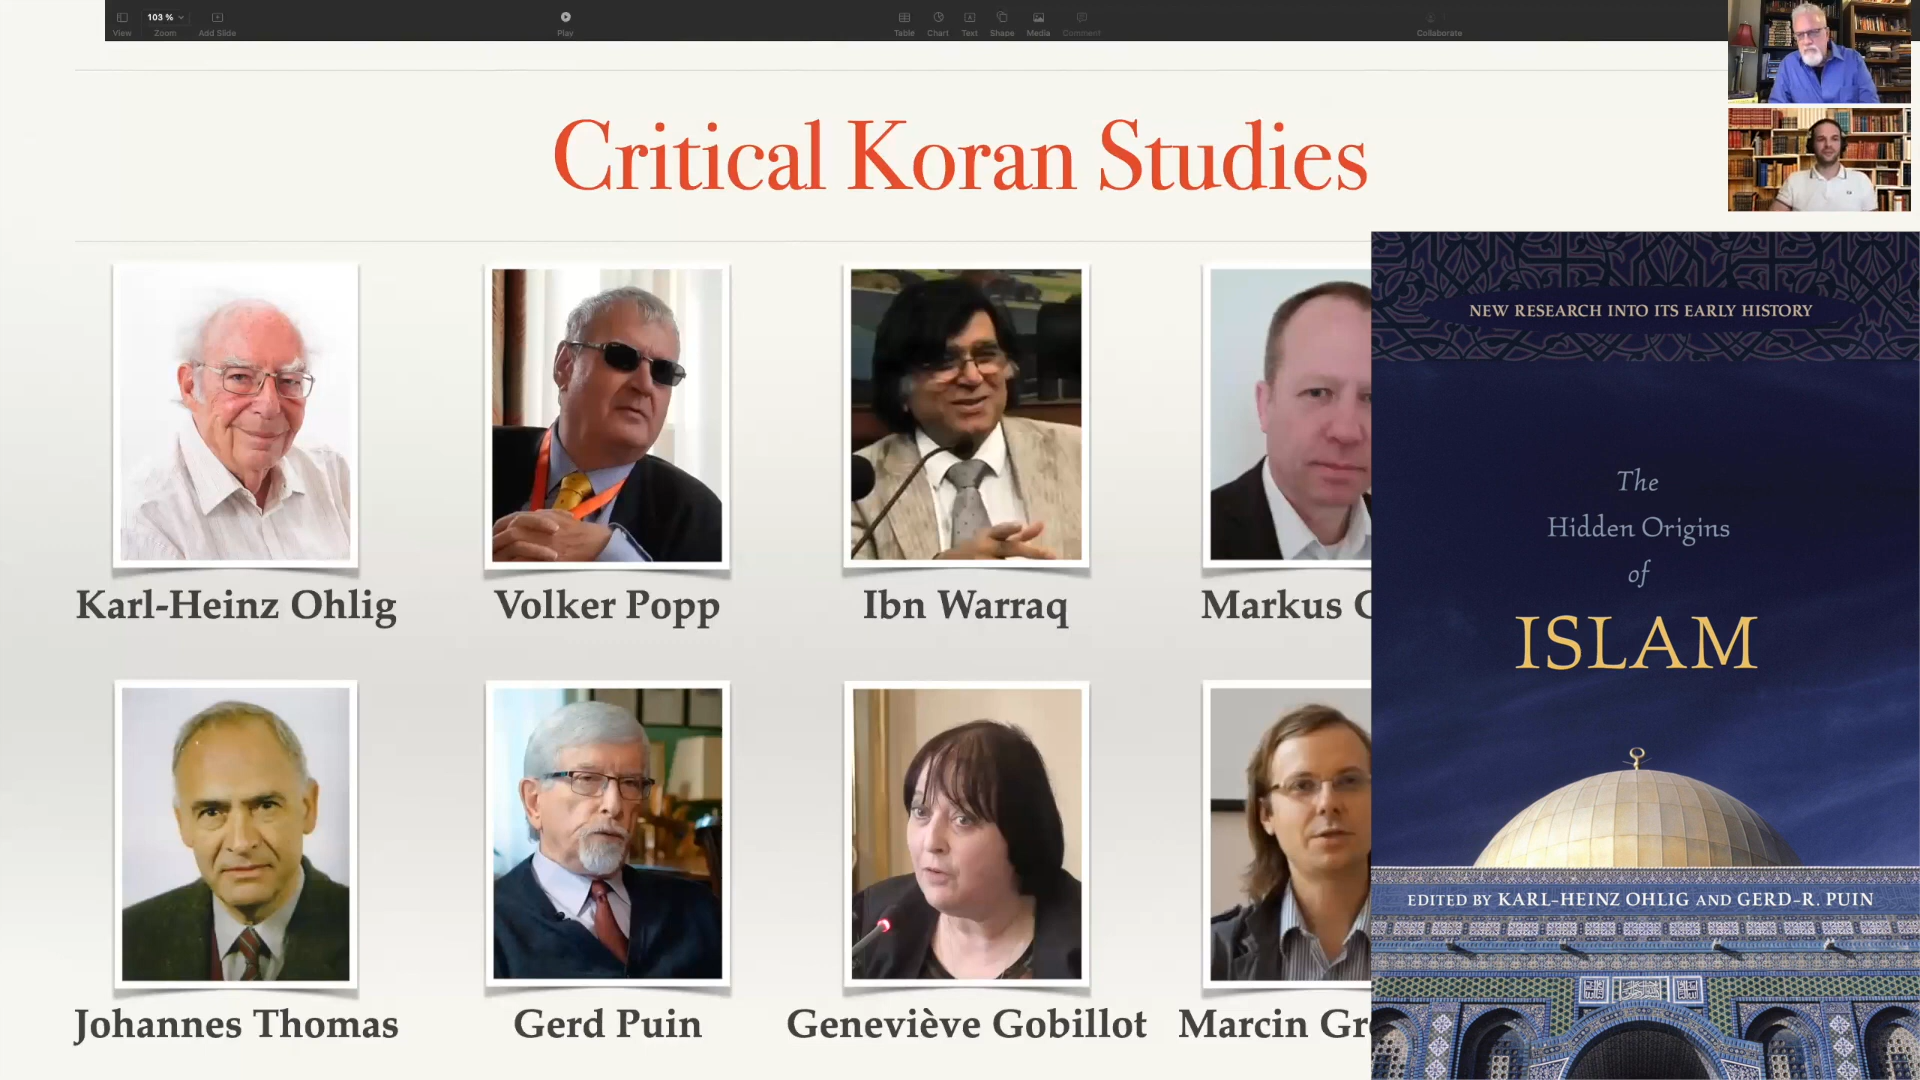 103 %
View
Zoom
Add Slide
Play
Table
Chart
Text
Shape
Media
Comment
Collaborate
Critical Koran Studies
Karl-Heinz Ohlig
Volker Popp
Ibn Warraq
Markus
Johannes Thomas
Gerd Puin
Geneviève Gobillot
Marcin Gr
NEW RESEARCH INTO ITS EARLY HISTORY
The
Hidden Origins
of
ISLAM
EDITED BY KARL-HEINZ OHLIG AND GERD-R. PUIN